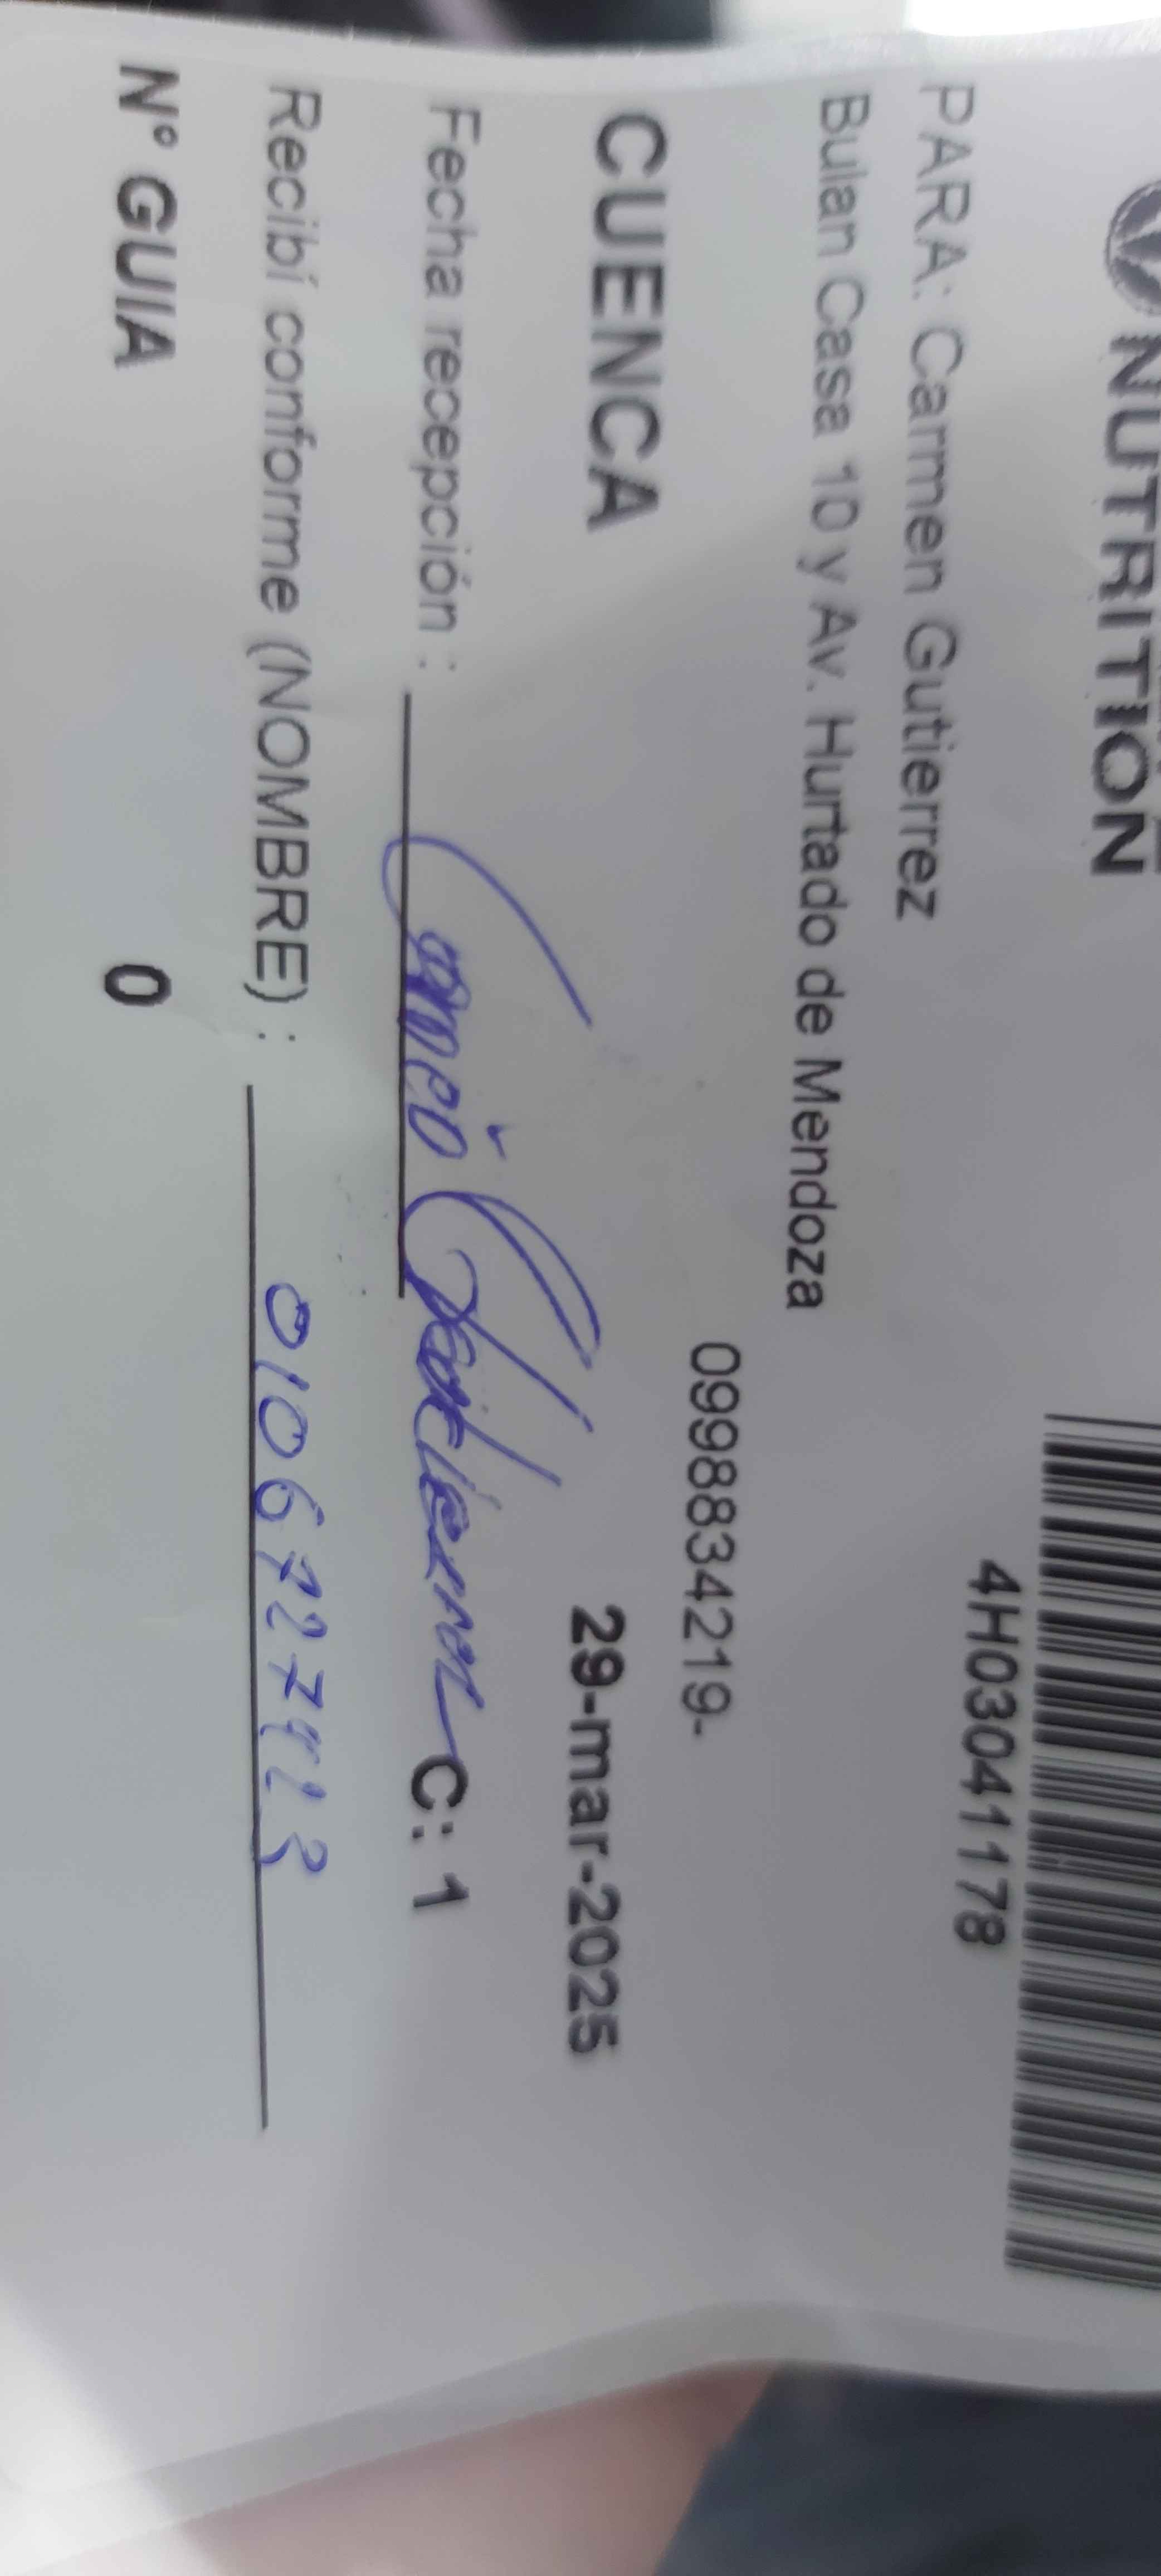 NUTRITION
4H03041178
PARA: Carmen Gutierrez
Bulan Casa 10 y Av. Hurtado de Mendoza
0998834219-
CUENCA 29-mar-2025
Fecha recepción : C: 1
Recibí conforme (NOMBRE) :
Nº GUIA 0